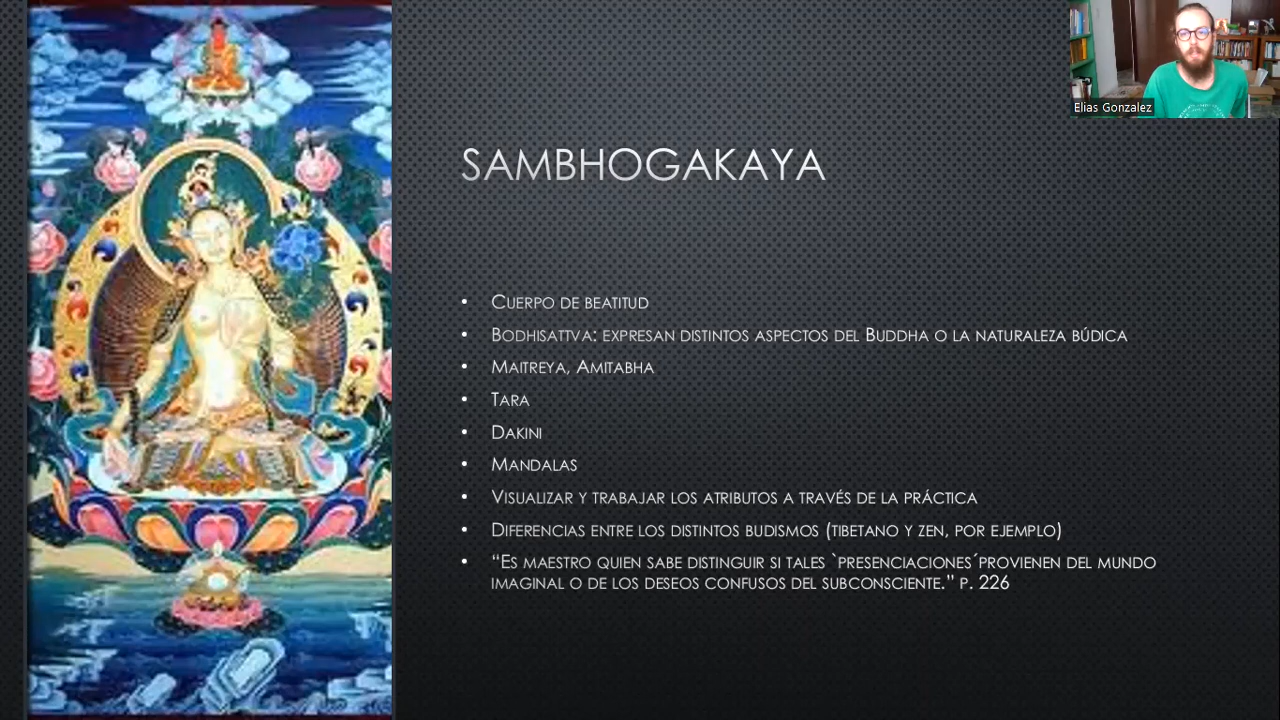 Elias Gonzalez
SAMBHOGAKAYA
• CUERPO DE BEATITUD
• BODHISATTVA: EXPRESAN DISTINTOS ASPECTOS DEL BUDDHA O LA NATURALEZA BÚDICA
• MAITREYA, AMITABHA
• TARA
• DAKINI
• MANDALAS
• VISUALIZAR Y TRABAJAR LOS ATRIBUTOS A TRAVÉS DE LA PRÁCTICA
• DIFERENCIAS ENTRE LOS DISTINTOS BUDISMOS (TIBETANO Y ZEN, POR EJEMPLO)
• “ES MAESTRO QUIEN SABE DISTINGUIR SI TALES `PRESENCIACIONES´PROVIENEN DEL MUNDO
IMAGINAL O DE LOS DESEOS CONFUSOS DEL SUBCONSCIENTE.” P. 226